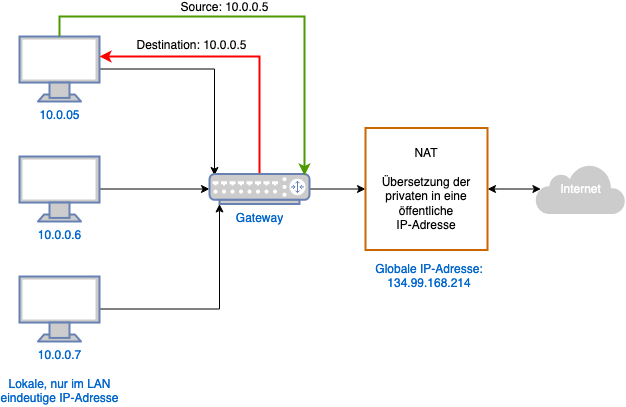 Source: 10.0.0.5
Destination: 10.0.0.5
10.0.05
NAT
Übersetzung der
privaten in eine
öffentliche
IP-Adresse
Internet
Gateway
10.0.0.6
Globale IP-Adresse:
134.99.168.214
10.0.0.7
Lokale, nur im LAN
eindeutige IP-Adresse